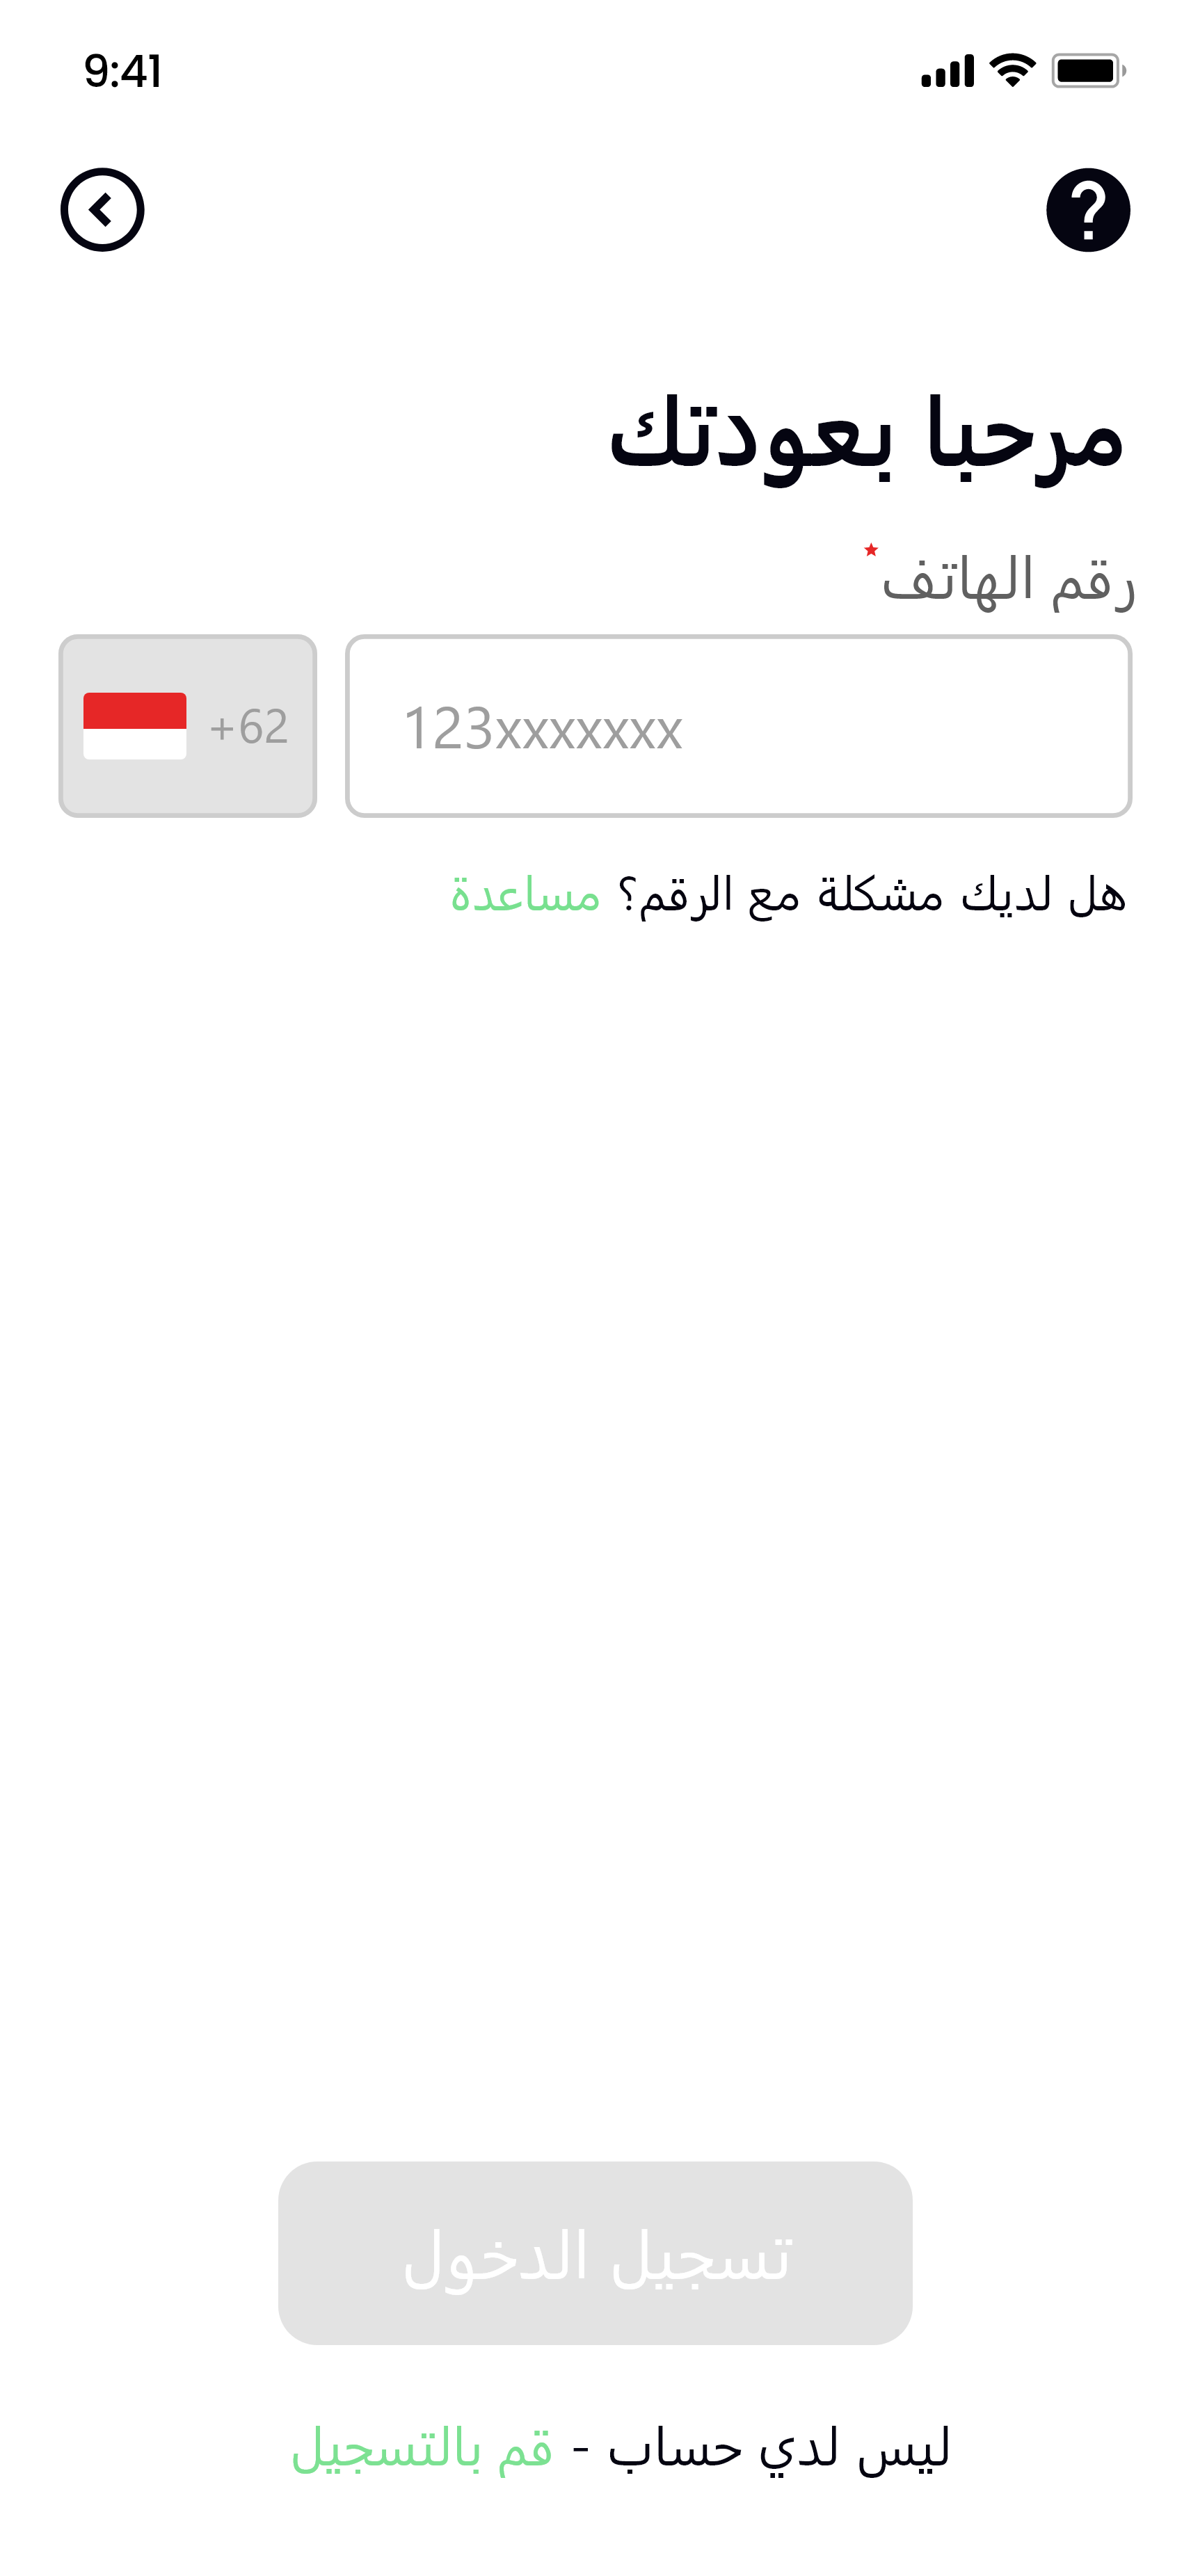 9:41
?
مرحبا بعودتك
رقم الهاتف*
+62 123xxxxxxx
هل لديك مشكلة مع الرقم؟ مساعدة
تسجيل الدخول
ليس لدي حساب - قم بالتسجيل